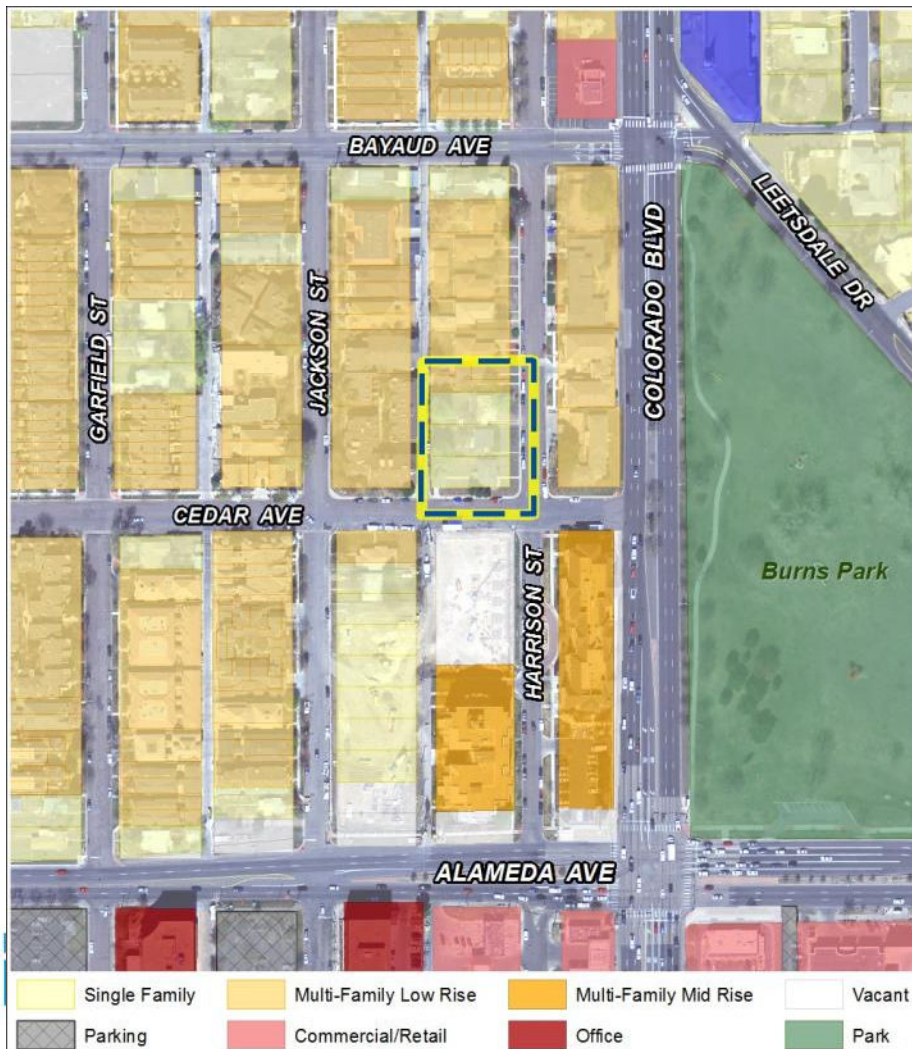 BAYAUD AVE
LEETSDALE DR
COLORADO BLVD
GARFIELD ST
JACKSON ST
CEDAR AVE
HARRISON ST
Burns Park
ALAMEDA AVE
Single Family
Multi-Family Low Rise
Multi-Family Mid Rise
Vacant
Parking
Commercial/Retail
Office
Park